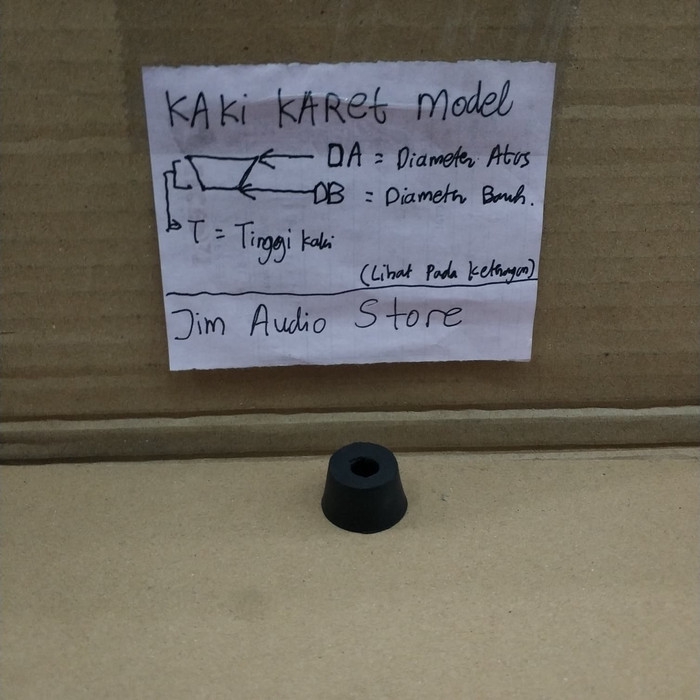 KAKi KAREt Model
DA = Diameter Atas
DB = Diameter Bawah.
T = Tinggi kaki
(Lihat Pada Keterangan)
Jim Audio Store